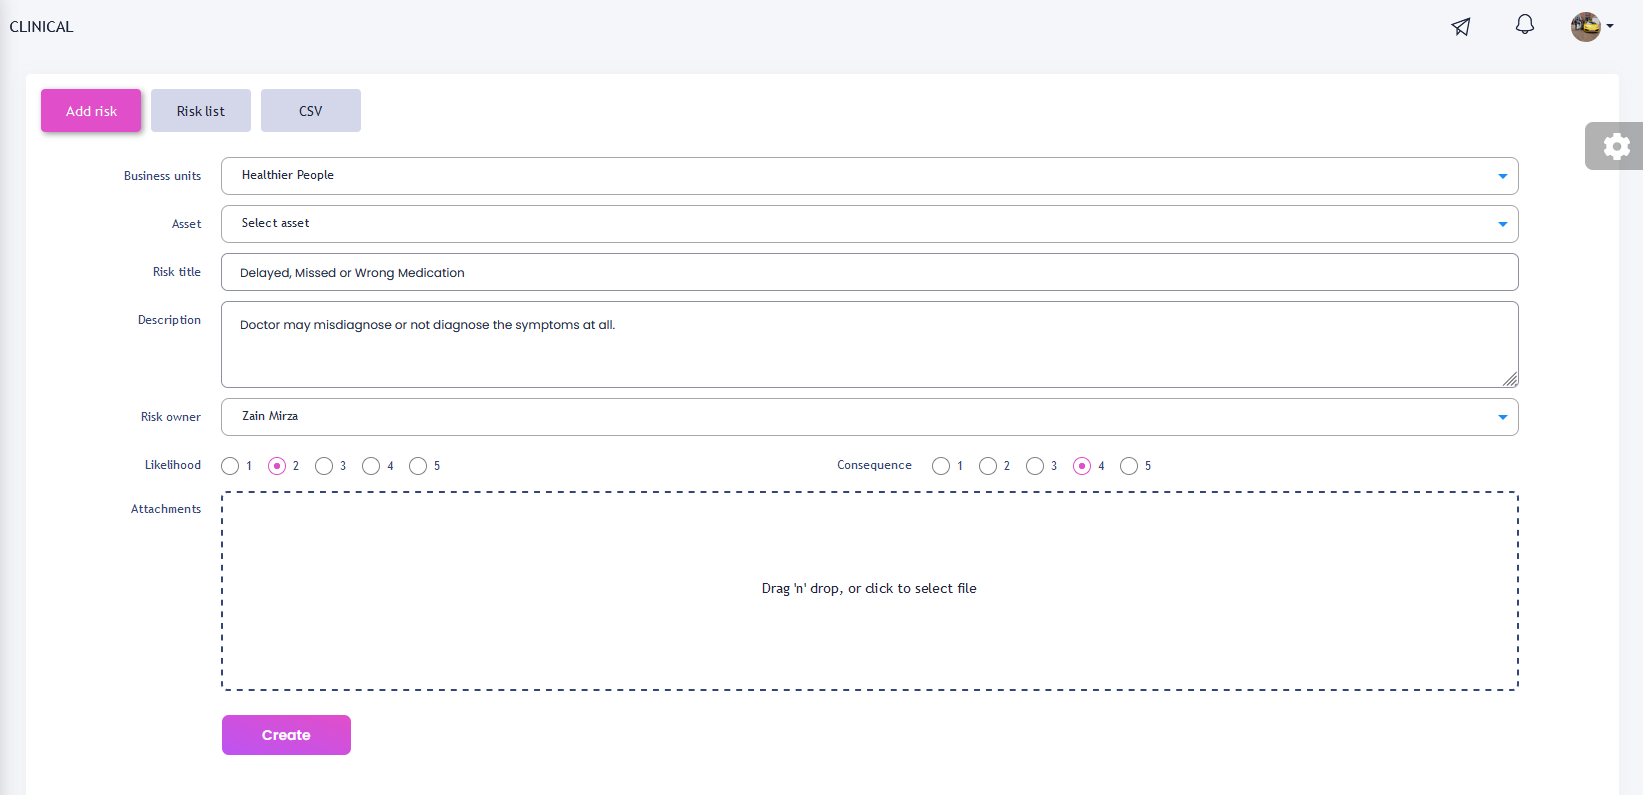 CLINICAL
Add risk Risk list CSV
Business units Healthier People
Asset Select asset
Risk title Delayed, Missed or Wrong Medication
Description Doctor may misdiagnose or not diagnose the symptoms at all.
Risk owner Zain Mirza
Likelihood 1 2 3 4 5 Consequence 1 2 3 4 5
Attachments
Drag 'n' drop, or click to select file
Create